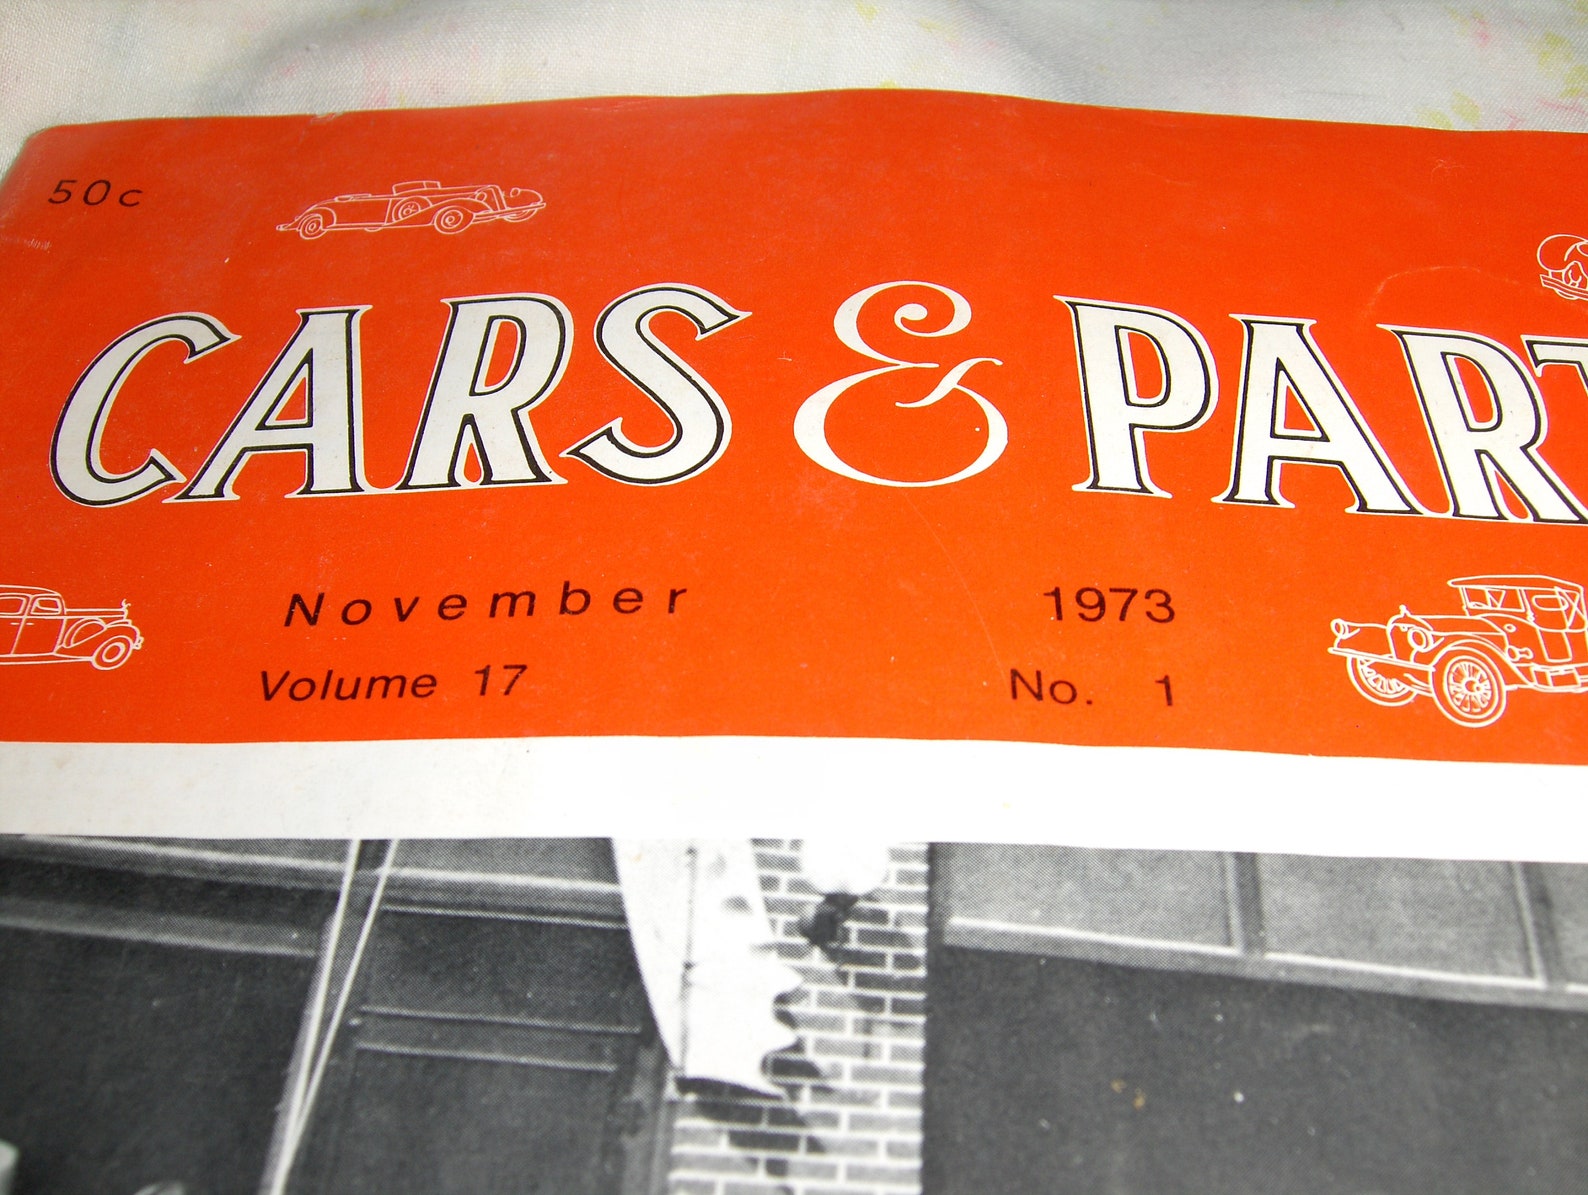 50c
CARS & PART
November 1973
Volume 17 No. 1